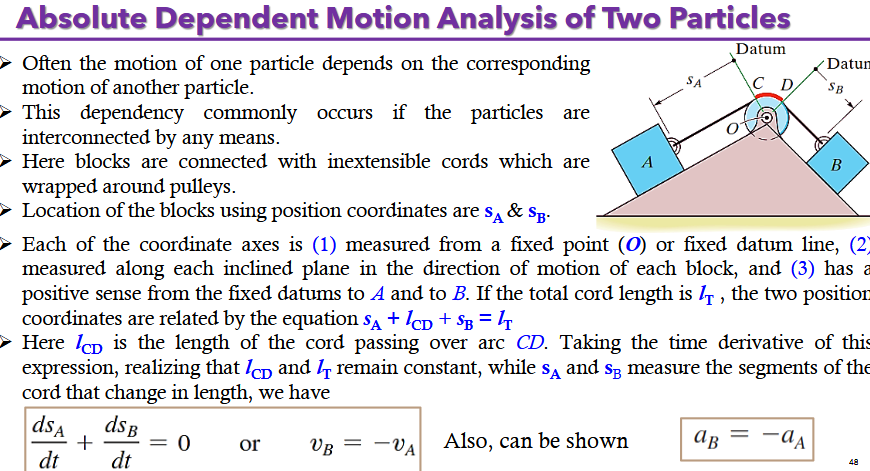 Absolute Dependent Motion Analysis of Two Particles
Datum
Datum
s_A
C D
s_B
O
A
B
➢ Often the motion of one particle depends on the corresponding
motion of another particle.
➢ This dependency commonly occurs if the particles are
interconnected by any means.
➢ Here blocks are connected with inextensible cords which are
wrapped around pulleys.
➢ Location of the blocks using position coordinates are s_A & s_B.
➢ Each of the coordinate axes is (1) measured from a fixed point (O) or fixed datum line, (2)
measured along each inclined plane in the direction of motion of each block, and (3) has a
positive sense from the fixed datums to A and to B. If the total cord length is l_T , the two position
coordinates are related by the equation s_A + l_CD + s_B = l_T
➢ Here l_CD is the length of the cord passing over arc CD. Taking the time derivative of this
expression, realizing that l_CD and l_T remain constant, while s_A and s_B measure the segments of the
cord that change in length, we have
ds_A/dt + ds_B/dt = 0 or v_B = −v_A Also, can be shown a_B = −a_A
48